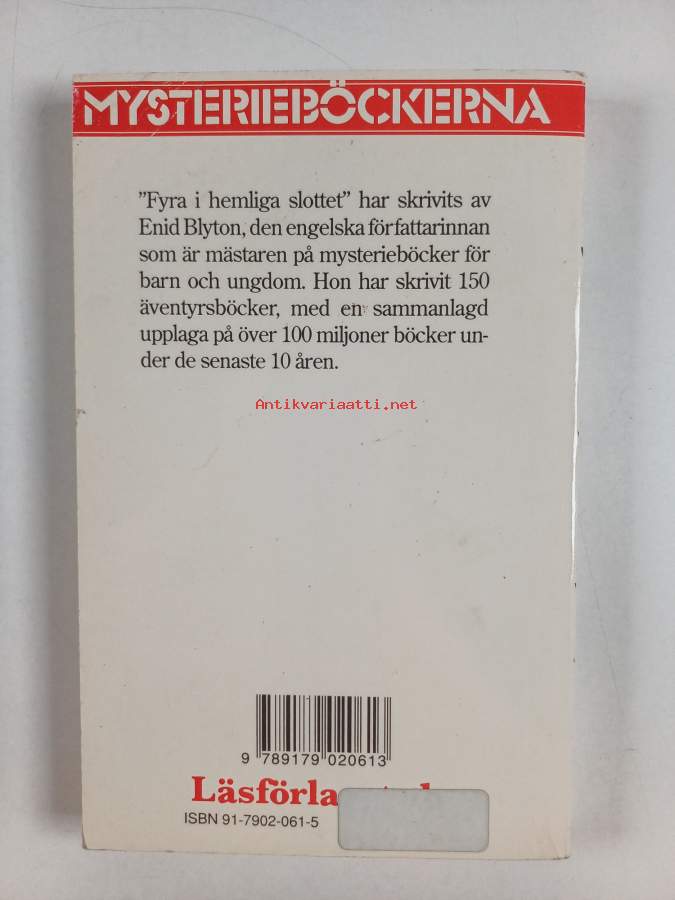 MYSTERIEBÖCKERNA
"Fyra i hemliga slottet" har skrivits av
Enid Blyton, den engelska författarinnan
som är mästaren på mysterieböcker för
barn och ungdom. Hon har skrivit 150
äventyrsböcker, med en sammanlagd
upplaga på över 100 miljoner böcker un-
der de senaste 10 åren.
Antikvariaatti.net
9 789179 020613
ISBN 91-7902-061-5